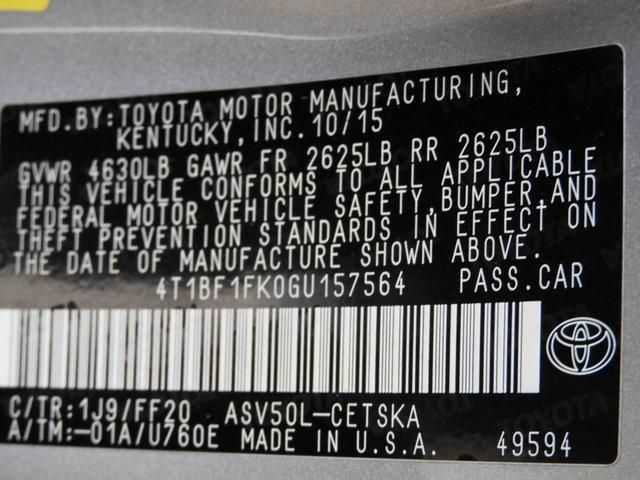 MFD.BY:TOYOTA MOTOR MANUFACTURING,
KENTUCKY,INC.10/15
GVWR 4630LB GAWR FR 2625LB RR 2625LB
THIS VEHICLE CONFORMS TO ALL APPLICABLE
FEDERAL MOTOR VEHICLE SAFETY,BUMPER,AND
THEFT PREVENTION STANDARDS IN EFFECT ON
THE DATE OF MANUFACTURE SHOWN ABOVE.
4T1BF1FK0GU157564 PASS.CAR
C/TR:1J9/FF20 ASV50L-CETSKA
A/TM:-01A/U760E MADE IN U.S.A. 49594